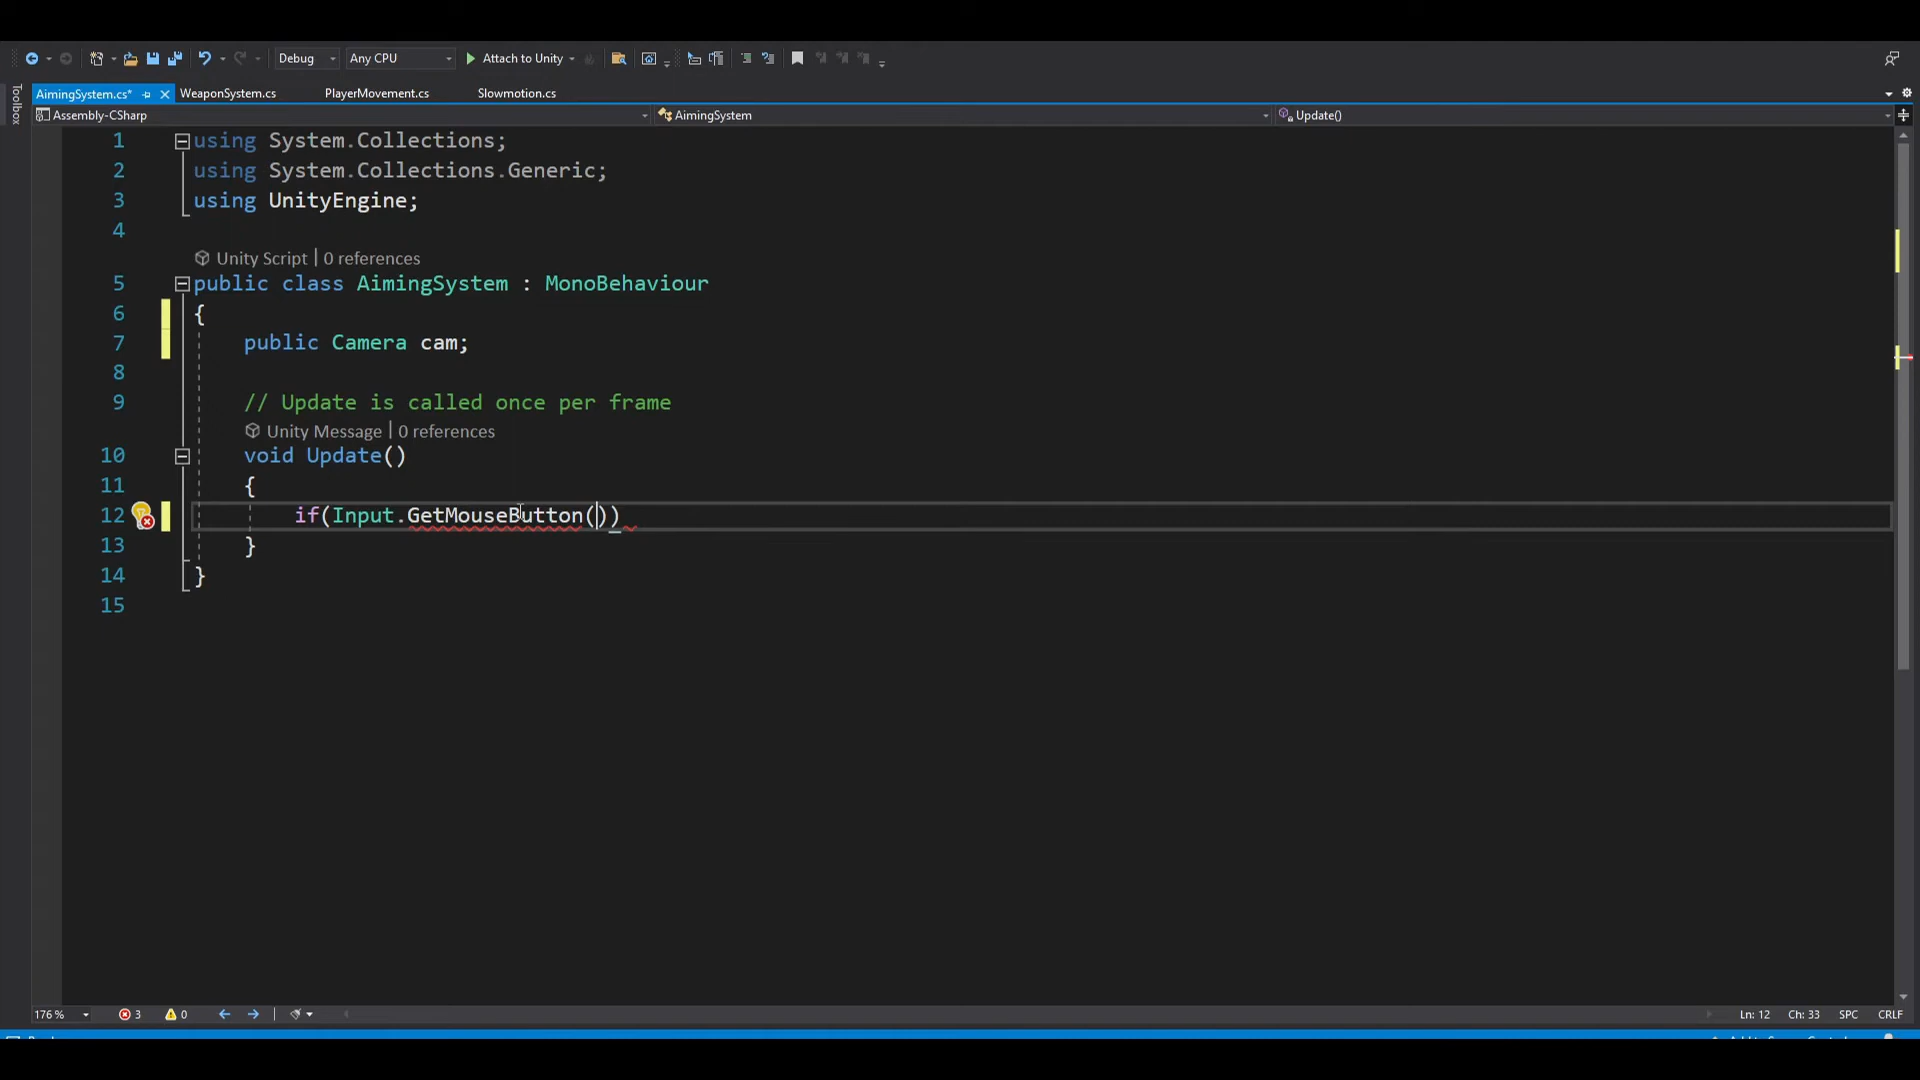 Debug
Any CPU
Attach to Unity
Toolbox
AimingSystem.cs*
WeaponSystem.cs
PlayerMovement.cs
Slowmotion.cs
Assembly-CSharp
AimingSystem
Update()
1 using System.Collections;
2 using System.Collections.Generic;
3 using UnityEngine;
4
Unity Script | 0 references
5 public class AimingSystem : MonoBehaviour
6 {
7 public Camera cam;
8
9 // Update is called once per frame
Unity Message | 0 references
10 void Update()
11 {
12 if(Input.GetMouseButton())
13 }
14 }
15
176 %
3
0
Ln: 12
Ch: 33
SPC
CRLF